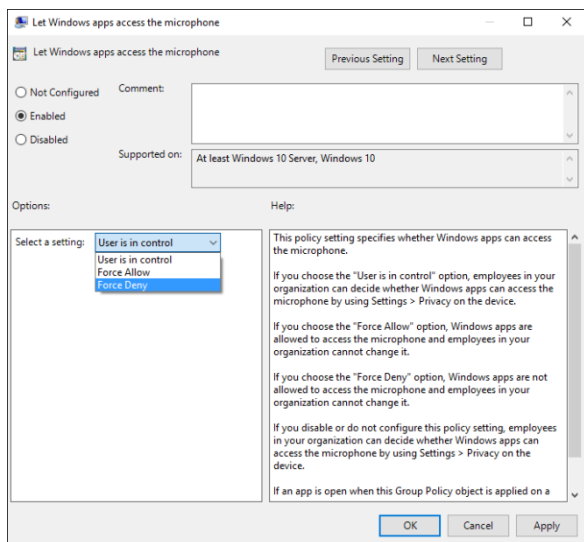 Let Windows apps access the microphone
Let Windows apps access the microphone
Previous Setting
Next Setting
Not Configured
Comment:
Enabled
Disabled
Supported on:
At least Windows 10 Server, Windows 10
Options:
Help:
Select a setting:
User is in control
User is in control
Force Allow
Force Deny
This policy setting specifies whether Windows apps can access
the microphone.
If you choose the "User is in control" option, employees in your
organization can decide whether Windows apps can access the
microphone by using Settings > Privacy on the device.
If you choose the "Force Allow" option, Windows apps are
allowed to access the microphone and employees in your
organization cannot change it.
If you choose the "Force Deny" option, Windows apps are not
allowed to access the microphone and employees in your
organization cannot change it.
If you disable or do not configure this policy setting, employees
in your organization can decide whether Windows apps can
access the microphone by using Settings > Privacy on the
device.
If an app is open when this Group Policy object is applied on a
OK
Cancel
Apply